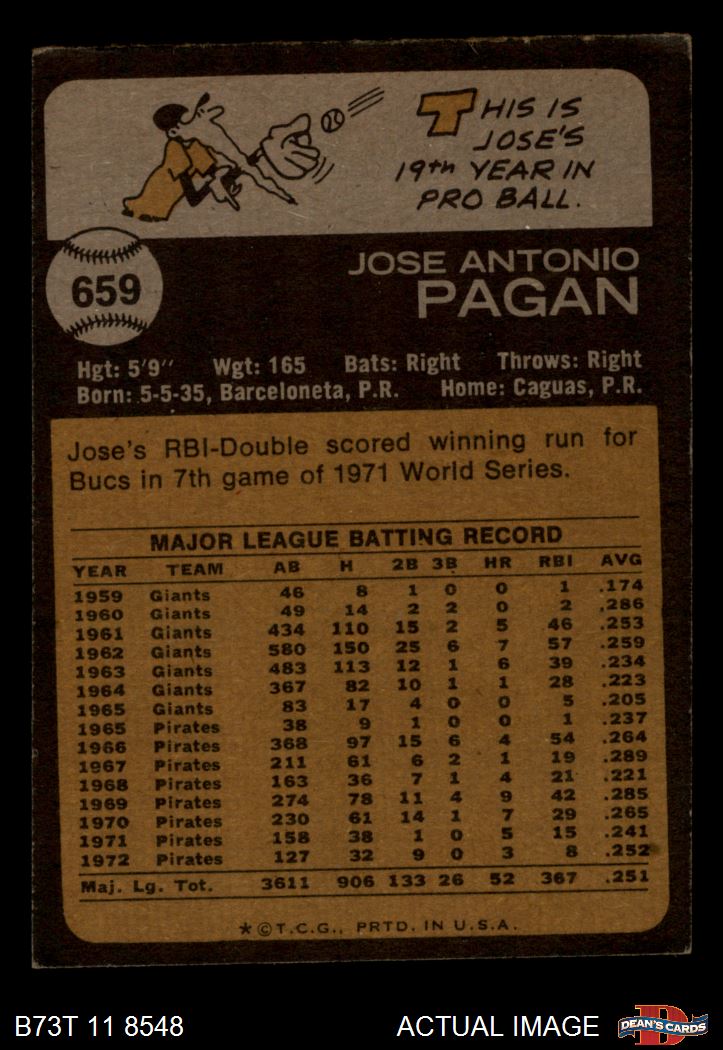 THIS IS
JOSE'S
19th YEAR IN
PRO BALL.
659
JOSE ANTONIO
PAGAN
Hgt: 5'9" Wgt: 165 Bats: Right Throws: Right
Born: 5-5-35, Barceloneta, P.R. Home: Caguas, P.R.
Jose's RBI-Double scored winning run for
Bucs in 7th game of 1971 World Series.
MAJOR LEAGUE BATTING RECORD
YEAR TEAM AB H 2B 3B HR RBI AVG
1959 Giants 46 8 1 0 0 1 .174
1960 Giants 49 14 2 2 0 2 .286
1961 Giants 434 110 15 2 5 46 .253
1962 Giants 580 150 25 6 7 57 .259
1963 Giants 483 113 12 1 6 39 .234
1964 Giants 367 82 10 1 1 28 .223
1965 Giants 83 17 4 0 0 5 .205
1965 Pirates 38 9 1 0 0 1 .237
1966 Pirates 368 97 15 6 4 54 .264
1967 Pirates 211 61 6 2 1 19 .289
1968 Pirates 163 36 7 1 4 21 .221
1969 Pirates 274 78 11 4 9 42 .285
1970 Pirates 230 61 14 1 7 29 .265
1971 Pirates 158 38 1 0 5 15 .241
1972 Pirates 127 32 9 0 3 8 .252
Maj. Lg. Tot. 3611 906 133 26 52 367 .251
*©T.C.G., PRTD. IN U.S.A.
B73T 11 8548 ACTUAL IMAGE
D
DEAN'S CARDS